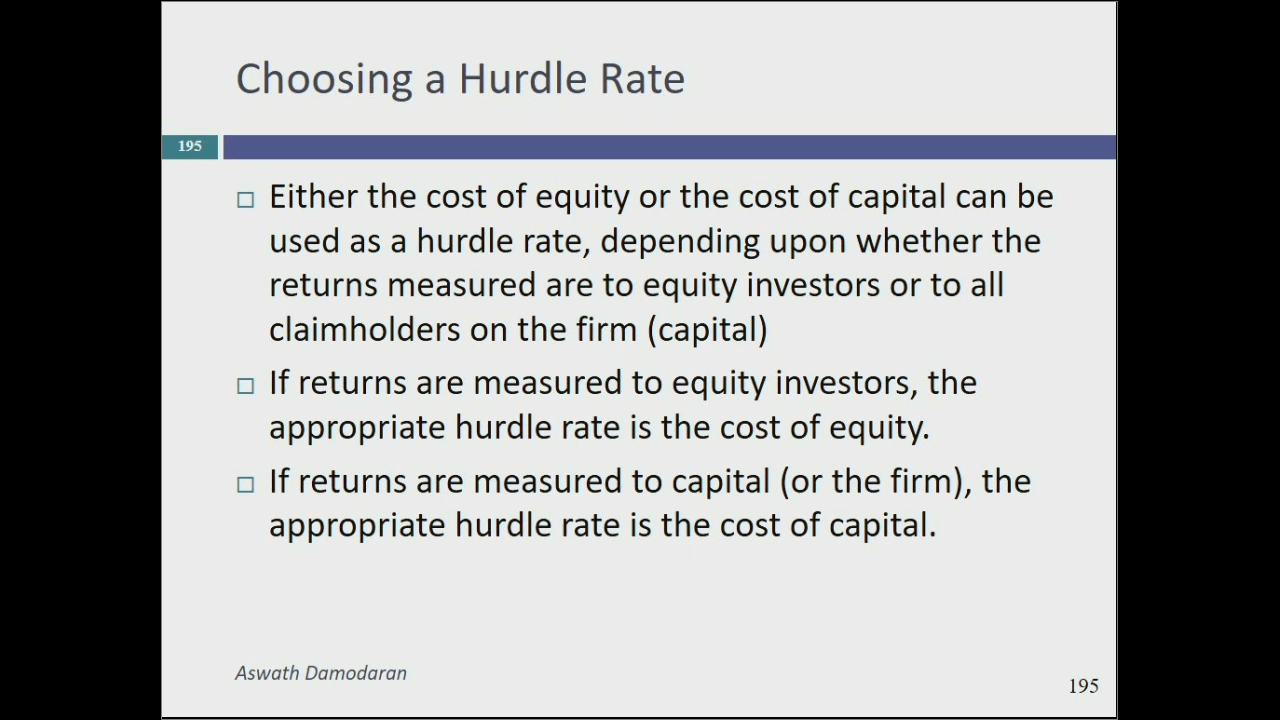 Choosing a Hurdle Rate
195
Either the cost of equity or the cost of capital can be
used as a hurdle rate, depending upon whether the
returns measured are to equity investors or to all
claimholders on the firm (capital)
If returns are measured to equity investors, the
appropriate hurdle rate is the cost of equity.
If returns are measured to capital (or the firm), the
appropriate hurdle rate is the cost of capital.
Aswath Damodaran
195